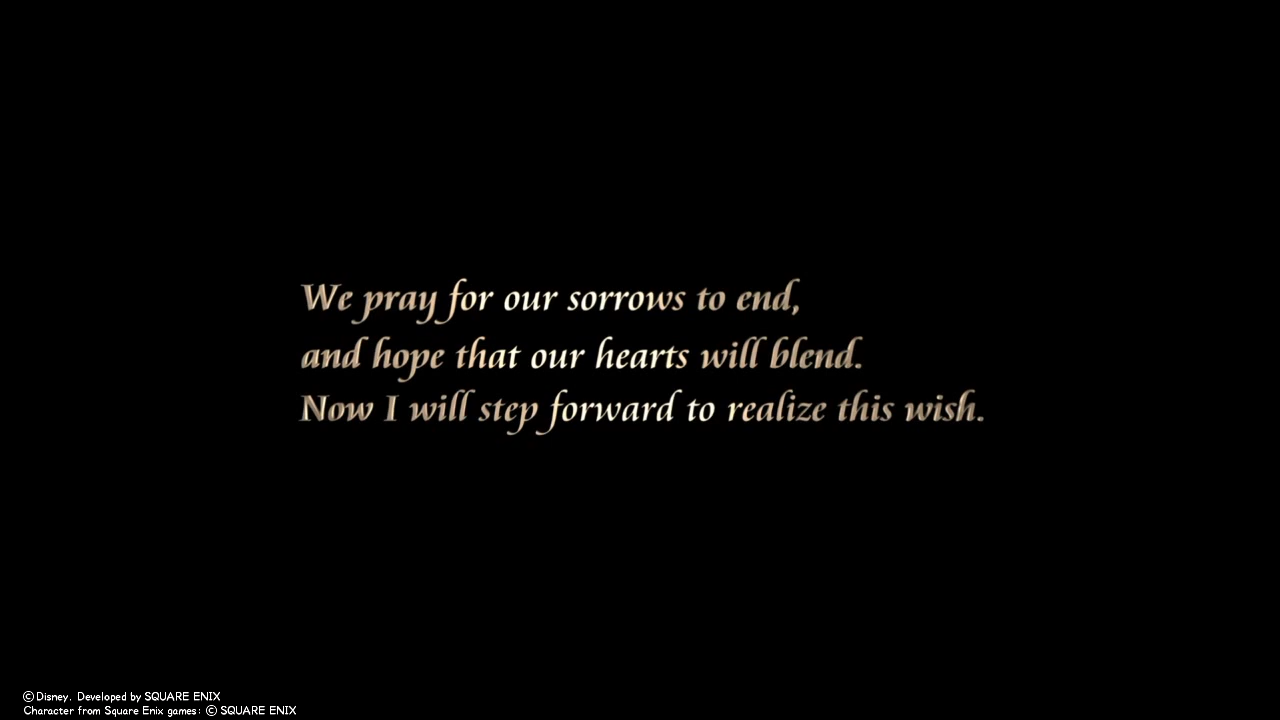 We pray for our sorrows to end,
and hope that our hearts will blend.
Now I will step forward to realize this wish.
©Disney. Developed by SQUARE ENIX
Character from Square Enix games: © SQUARE ENIX